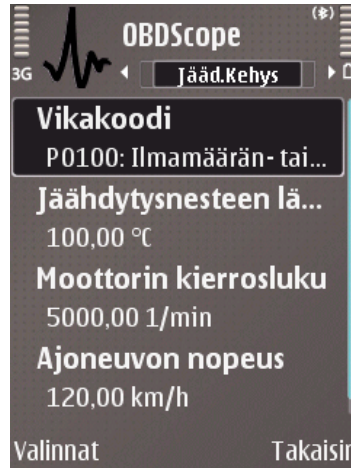 OBDScope
3G
Jääd.Kehys
Vikakoodi
P0100: Ilmamäärän- tai...
Jäähdytysnesteen lä...
100,00 °C
Moottorin kierrosluku
5000,00 1/min
Ajoneuvon nopeus
120,00 km/h
Valinnat Takaisin